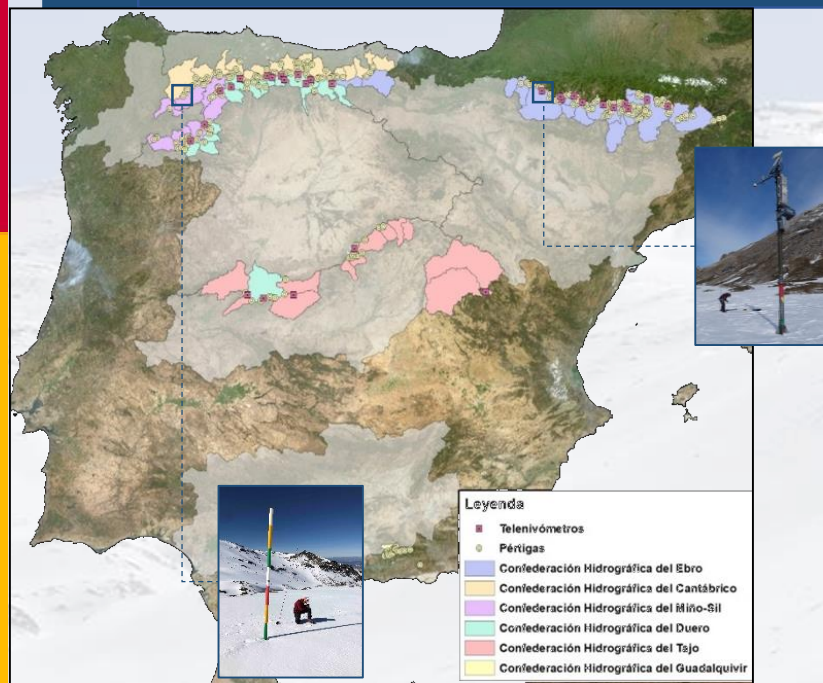 Leyenda
Telenivómetros
Pértigas
Confederación Hidrográfica del Ebro
Confederación Hidrográfica del Cantábrico
Confederación Hidrográfica del Miño-Sil
Confederación Hidrográfica del Duero
Confederación Hidrográfica del Tajo
Confederación Hidrográfica del Guadalquivir